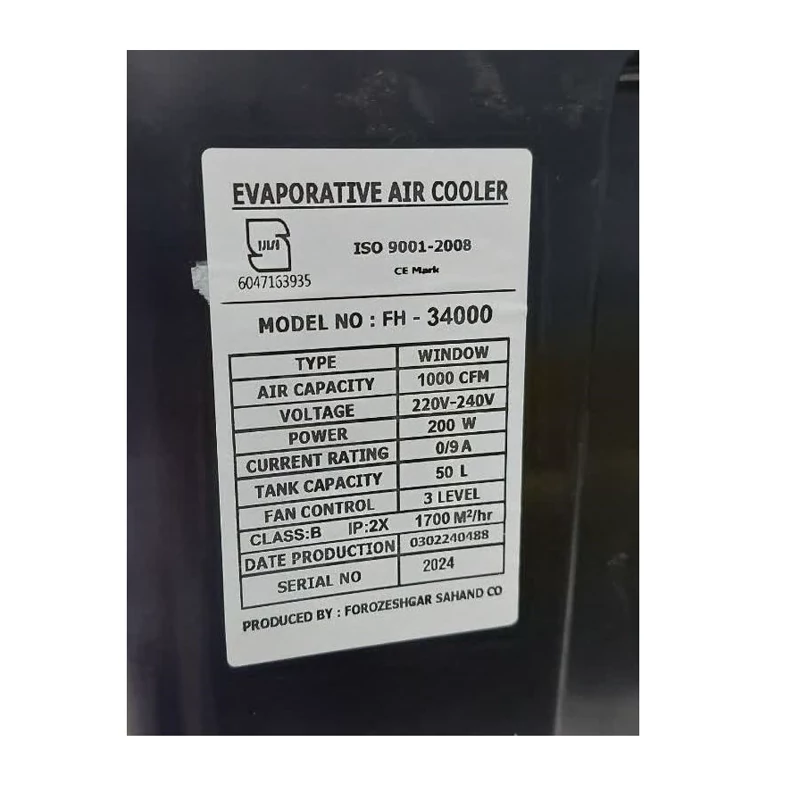 EVAPORATIVE AIR COOLER
ISO 9001-2008
CE Mark
6047163935
MODEL NO : FH - 34000
TYPE WINDOW
AIR CAPACITY 1000 CFM
VOLTAGE 220V-240V
POWER 200 W
CURRENT RATING 0/9 A
TANK CAPACITY 50 L
FAN CONTROL 3 LEVEL
CLASS:B IP:2X 1700 M²/hr
DATE PRODUCTION 0302240488
SERIAL NO 2024
PRODUCED BY : FOROZESHGAR SAHAND CO